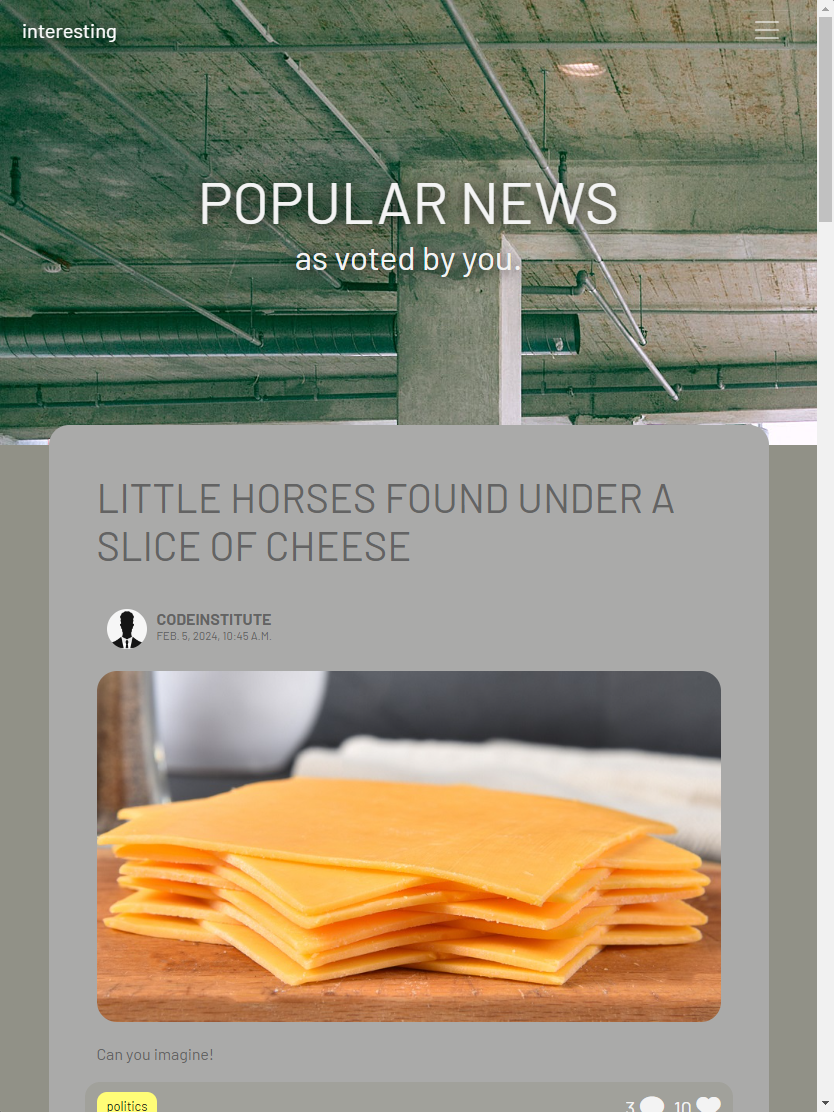 interesting
POPULAR NEWS
as voted by you.
LITTLE HORSES FOUND UNDER A
SLICE OF CHEESE
CODEINSTITUTE
FEB. 5, 2024, 10:45 A.M.
Can you imagine!
politics
3 10